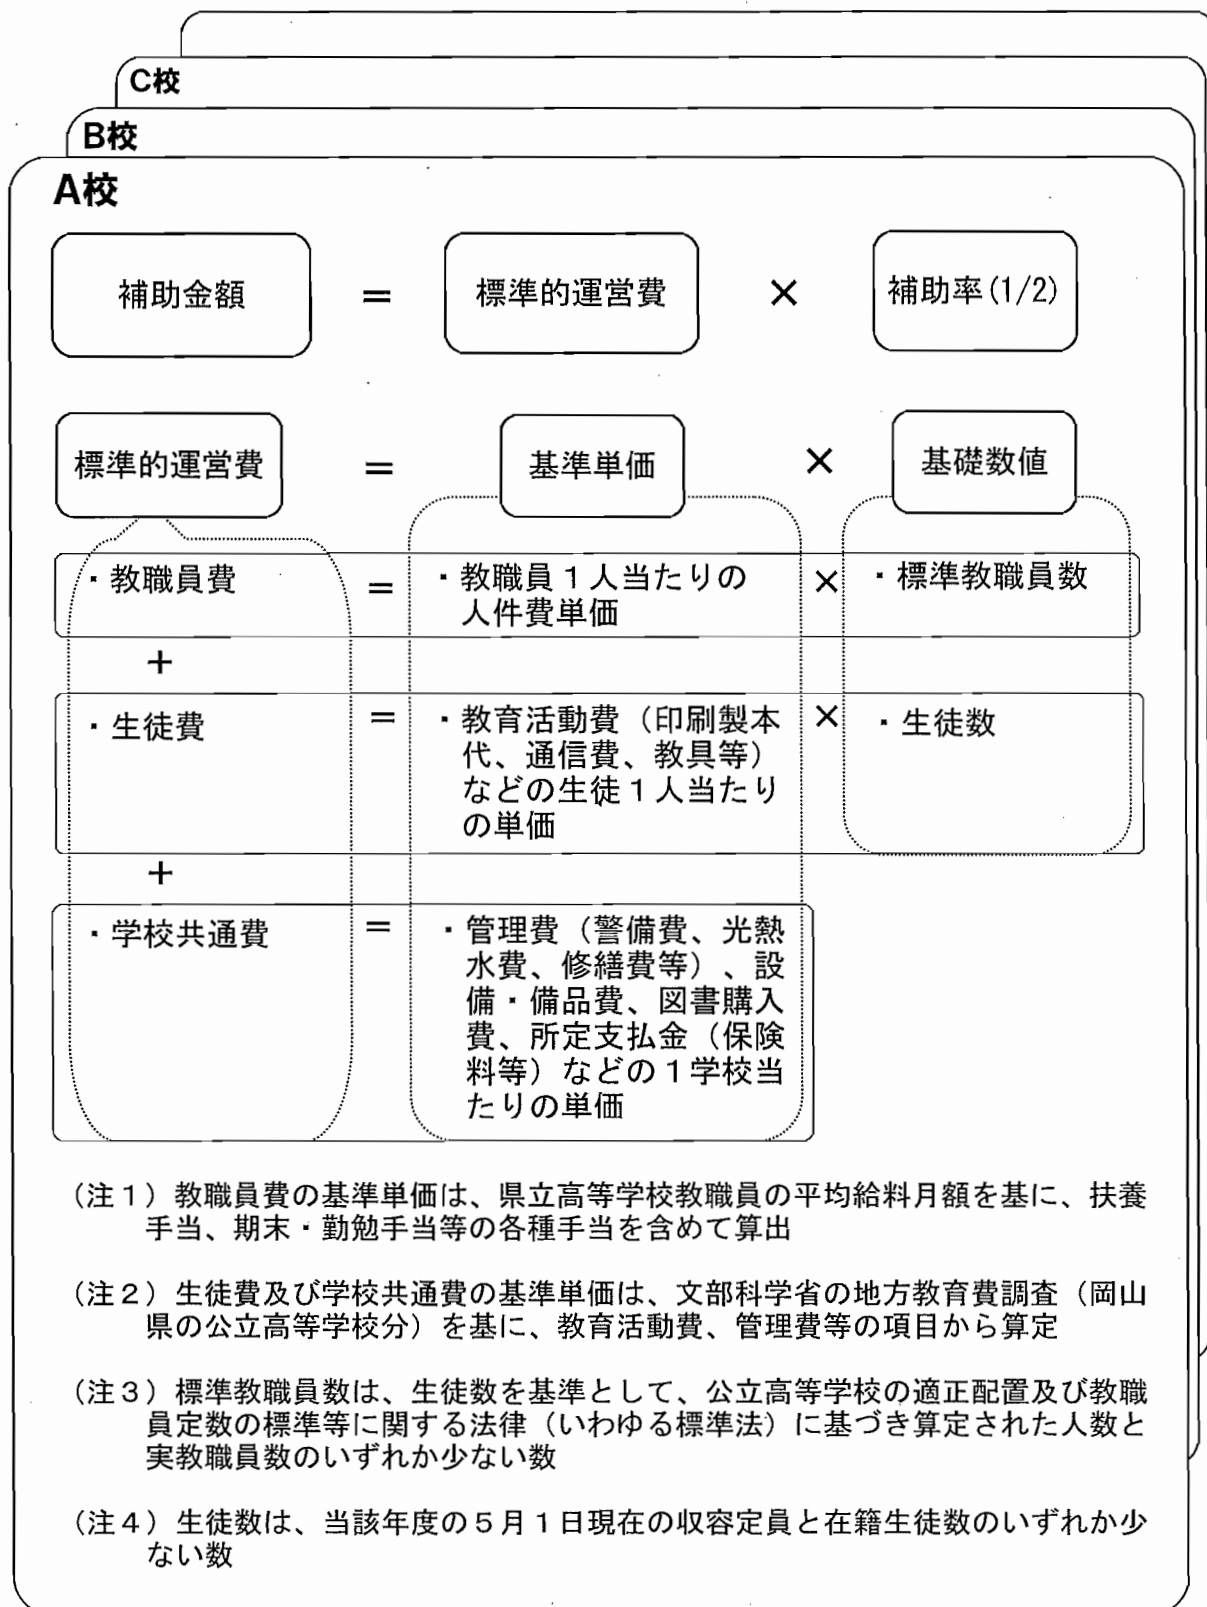 C校
B校
A校
補助金額 = 標準的運営費 × 補助率(1/2)
標準的運営費 = 基準単価 × 基礎数値
・教職員費 = ・教職員1人当たりの × ・標準教職員数
人件費単価
+
・生徒費 = ・教育活動費（印刷製本 × ・生徒数
代、通信費、教具等）
などの生徒1人当たり
の単価
+
・学校共通費 = ・管理費（警備費、光熱
水費、修繕費等）、設
備・備品費、図書購入
費、所定支払金（保険
料等）などの1学校当
たりの単価
（注1）教職員費の基準単価は、県立高等学校教職員の平均給料月額を基に、扶養
手当、期末・勤勉手当等の各種手当を含めて算出
（注2）生徒費及び学校共通費の基準単価は、文部科学省の地方教育費調査（岡山
県の公立高等学校分）を基に、教育活動費、管理費等の項目から算定
（注3）標準教職員数は、生徒数を基準として、公立高等学校の適正配置及び教職
員定数の標準等に関する法律（いわゆる標準法）に基づき算定された人数と
実教職員数のいずれか少ない数
（注4）生徒数は、当該年度の5月1日現在の収容定員と在籍生徒数のいずれか少
ない数